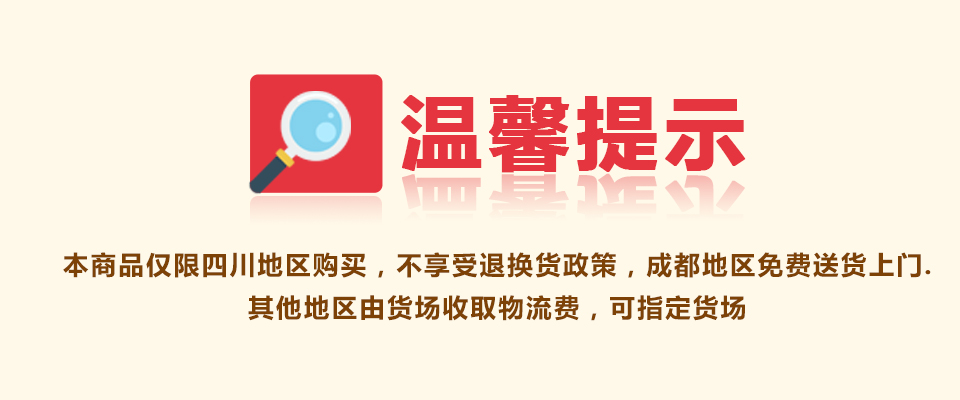 温馨提示
本商品仅限四川地区购买，不享受退换货政策，成都地区免费送货上门.
其他地区由货场收取物流费，可指定货场